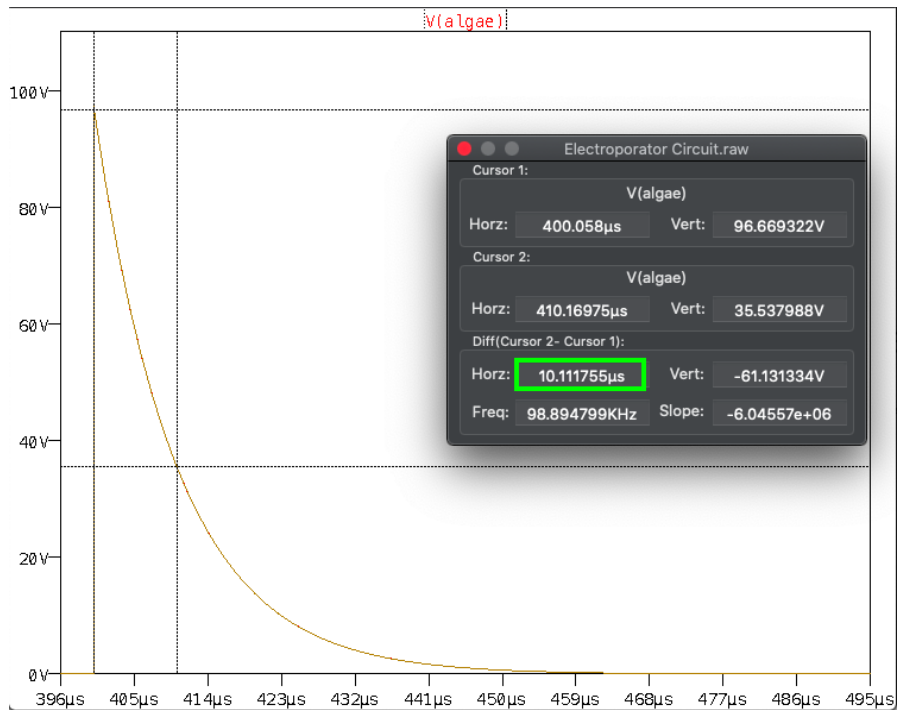 V(algae)
100V
80V
60V
40V
20V
0V
396µs 405µs 414µs 423µs 432µs 441µs 450µs 459µs 468µs 477µs 486µs 495µs
Electroporator Circuit.raw
Cursor 1:
V(algae)
Horz: 400.058µs Vert: 96.669322V
Cursor 2:
V(algae)
Horz: 410.16975µs Vert: 35.537988V
Diff(Cursor 2- Cursor 1):
Horz: 10.111755µs Vert: -61.131334V
Freq: 98.894799KHz Slope: -6.04557e+06